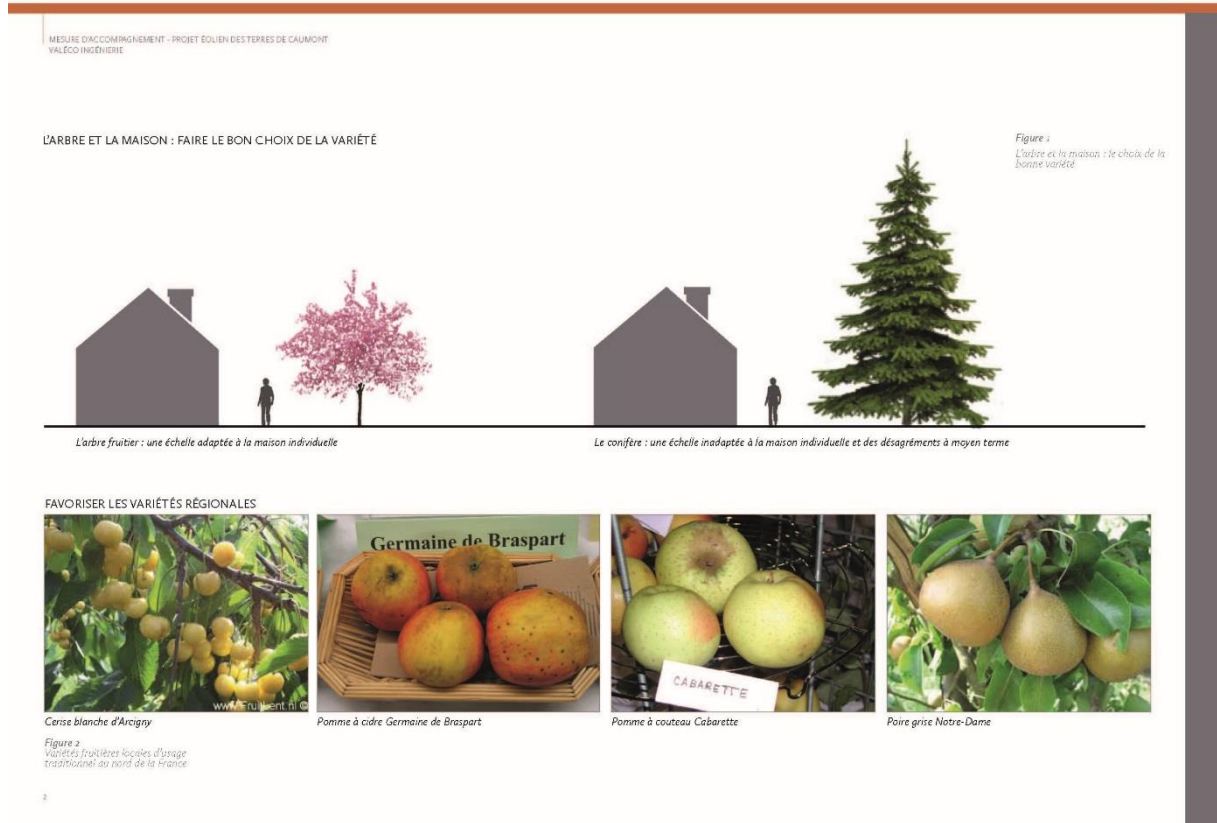 MESURE D'ACCOMPAGNEMENT - PROJET ÉOLIEN DES TERRES DE CAUMONT
VALÉCO INGÉNIERIE
L'ARBRE ET LA MAISON : FAIRE LE BON CHOIX DE LA VARIÉTÉ
Figure 1
L'arbre et la maison : le choix de la
bonne variété
L'arbre fruitier : une échelle adaptée à la maison individuelle
Le conifère : une échelle inadaptée à la maison individuelle et des désagréments à moyen terme
FAVORISER LES VARIÉTÉS RÉGIONALES
Germaine de Braspart
CABARETTE
www.Fruittent.nl ©
Cerise blanche d'Arcigny
Pomme à cidre Germaine de Braspart
Pomme à couteau Cabarette
Poire grise Notre-Dame
Figure 2
Variétés fruitières locales d'usage
traditionnel au nord de la France
2